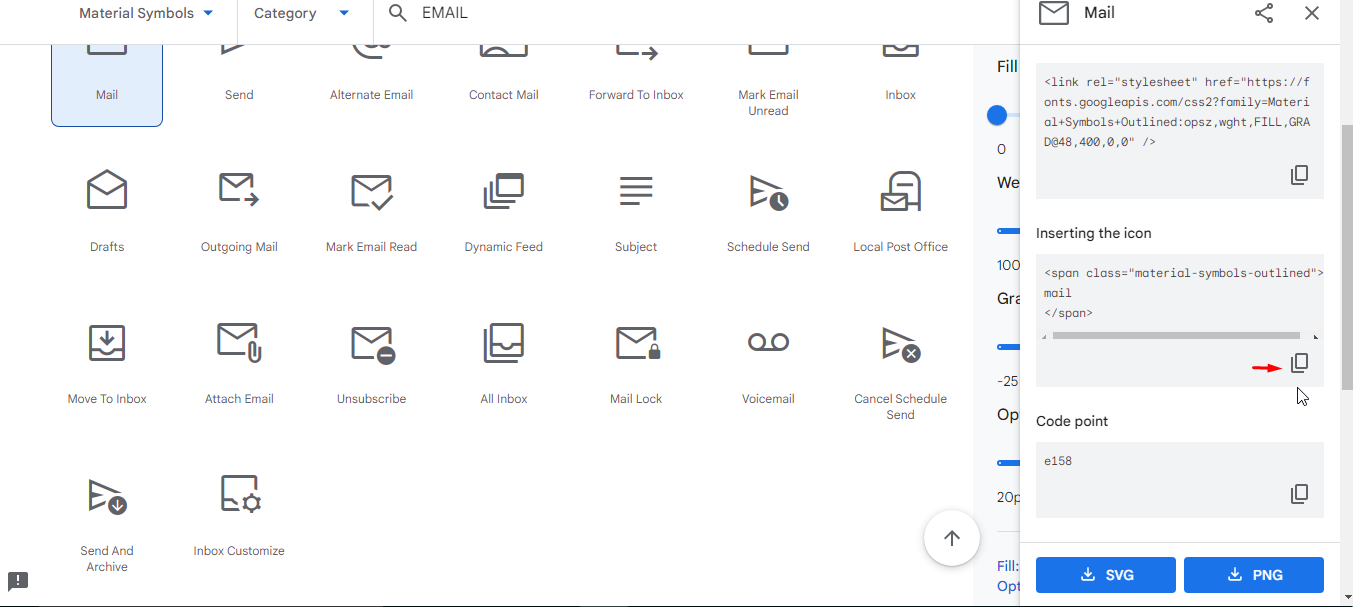 Material Symbols
Category
EMAIL
Mail
Mail
Send
Alternate Email
Contact Mail
Forward To Inbox
Mark Email
Unread
Inbox
Drafts
Outgoing Mail
Mark Email Read
Dynamic Feed
Subject
Schedule Send
Local Post Office
Move To Inbox
Attach Email
Unsubscribe
All Inbox
Mail Lock
Voicemail
Cancel Schedule
Send
Send And
Archive
Inbox Customize
Fill
0
We
100
Gra
-25
Op
20p
Fill:
Opt
<link rel="stylesheet" href="https://f
onts.googleapis.com/css2?family=Materi
al+Symbols+Outlined:opsz,wght,FILL,GRA
D@48,400,0,0" />
Inserting the icon
<span class="material-symbols-outlined">
mail
</span>
Code point
e158
SVG
PNG